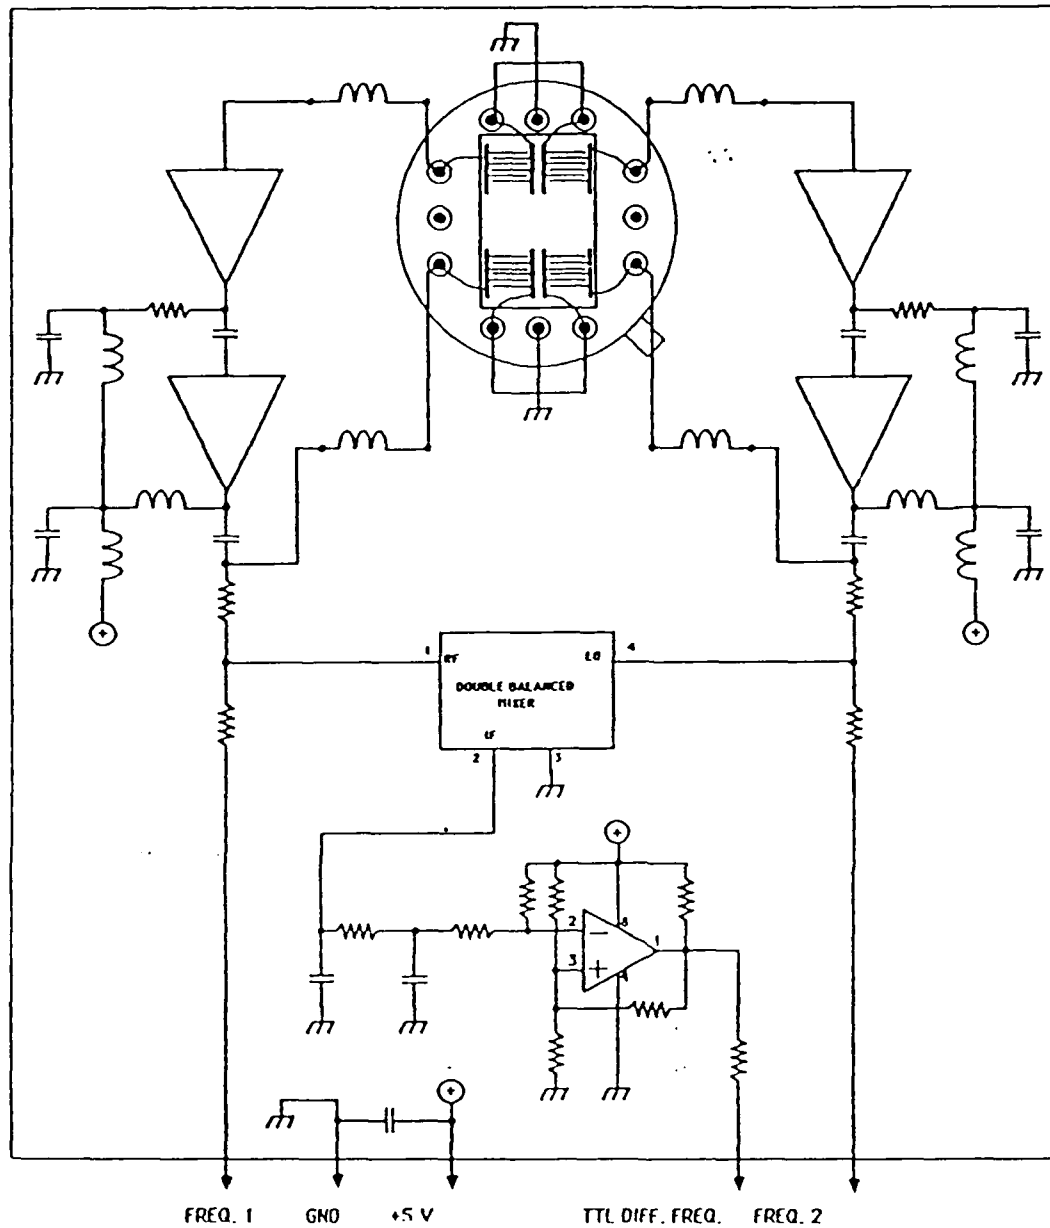 1
RF
LO
4
DOUBLE BALANCED
MIXER
IF
2
3
+
+
+
2
−
8
1
3
+
4
+
+
FREQ. 1
GND
+5 V
TTL DIFF. FREQ.
FREQ. 2